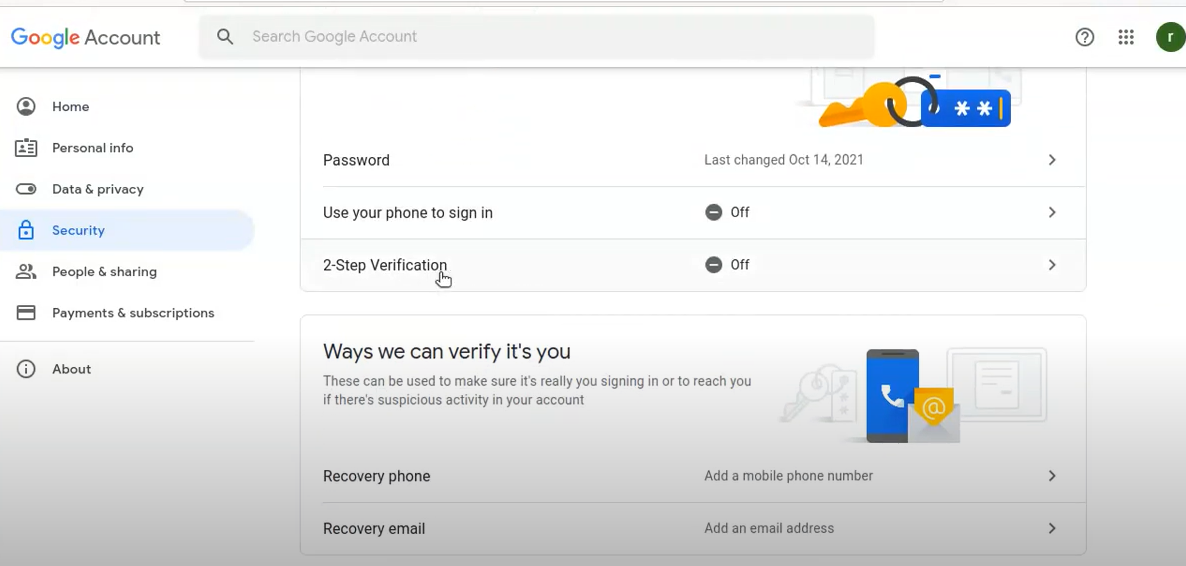 Google Account
Search Google Account
r
Home
Personal info
Data & privacy
Security
People & sharing
Payments & subscriptions
About
* *
Password Last changed Oct 14, 2021
Use your phone to sign in Off
2-Step Verification Off
Ways we can verify it's you
These can be used to make sure it's really you signing in or to reach you
if there's suspicious activity in your account
@
Recovery phone Add a mobile phone number
Recovery email Add an email address